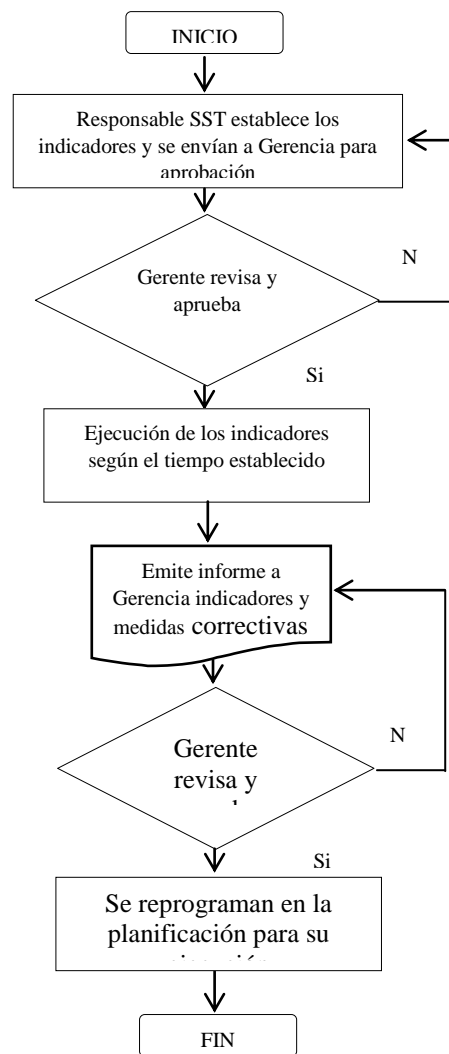 INICIO
Responsable SST establece los
indicadores y se envían a Gerencia para
aprobación
Gerente revisa y
aprueba
N
Si
Ejecución de los indicadores
según el tiempo establecido
Emite informe a
Gerencia indicadores y
medidas correctivas
Gerente
revisa y
N
Si
Se reprograman en la
planificación para su
FIN